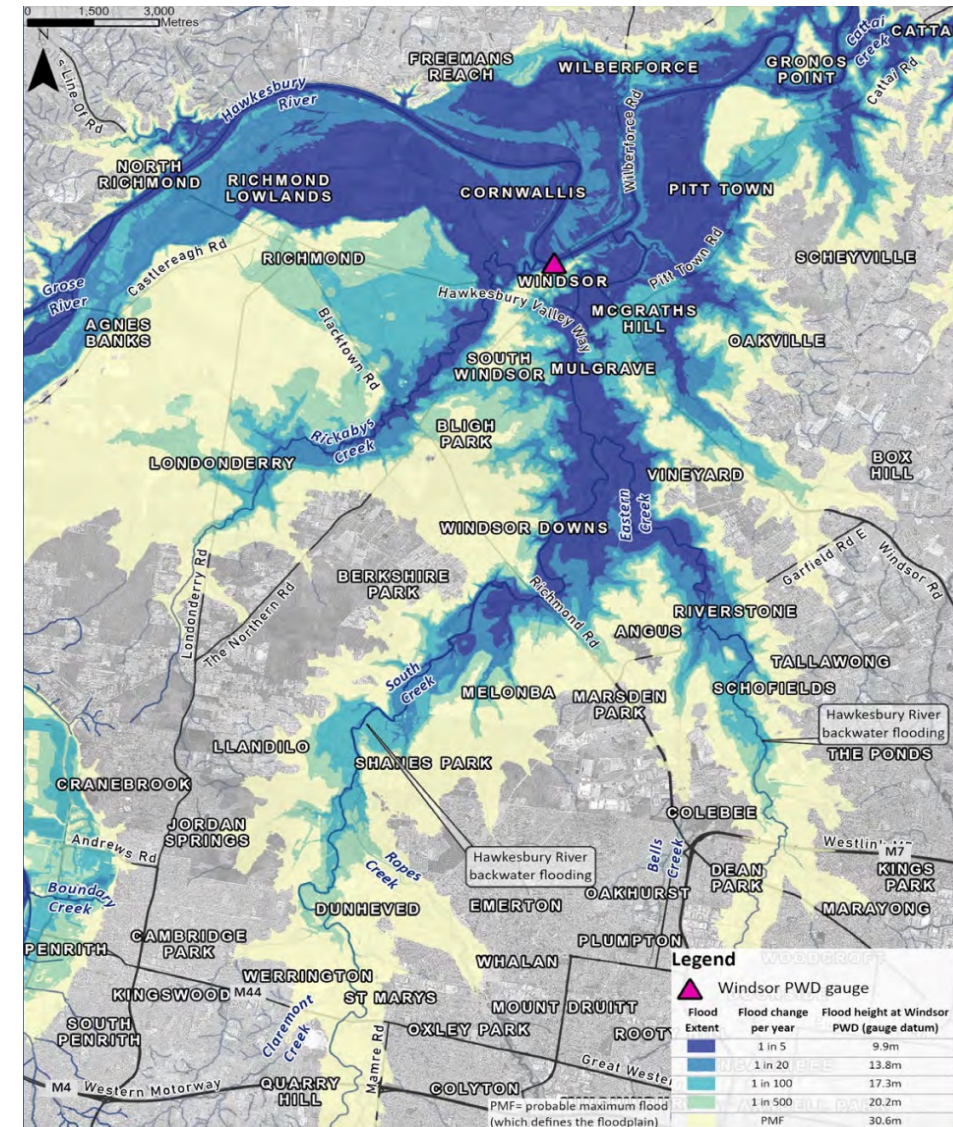 0 1,500 3,000
Metres
N
s Line Of Rd
Hawkesbury
River
FREEMANS
REACH
WILBERFORCE
GRONOS
POINT
Cattai
Creek
CATTA
Cattai Rd
NORTH
RICHMOND
RICHMOND
LOWLANDS
CORNWALLIS
Wilberforce Rd
PITT TOWN
Castlereagh Rd
RICHMOND
WINDSOR
Pitt Town Rd
SCHEYVILLE
Grose
River
Hawkesbury Valley Way
MCGRATHS
HILL
AGNES
BANKS
Blacktown Rd
OAKVILLE
SOUTH
WINDSOR
MULGRAVE
Rickabys
Creek
BLIGH
PARK
LONDONDERRY
VINEYARD
BOX
HILL
Eastern
Creek
WINDSOR DOWNS
Garfield Rd E
Windsor Rd
Londonderry Rd
The Northern Rd
BERKSHIRE
PARK
Richmond Rd
RIVERSTONE
ANGUS
TALLAWONG
South
Creek
MELONBA
MARSDEN
PARK
SCHOFIELDS
Hawkesbury River
backwater flooding
THE PONDS
LLANDILO
SHANES PARK
CRANEBROOK
JORDAN
SPRINGS
COLEBEE
Andrews Rd
Hawkesbury River
backwater flooding
Bells
Creek
Westlink M7
M7
KINGS
PARK
DEAN
PARK
Ropes
Creek
Boundary
Creek
OAKHURST
EMERTON
MARAYONG
DUNHEVED
PENRITH
CAMBRIDGE
PARK
PLUMPTON
WHALAN
WERRINGTON
KINGSWOOD
M44
ST MARYS
MOUNT DRUITT
Claremont
Creek
SOUTH
PENRITH
OXLEY PARK
ROOTY
Mamre Rd
Great Wester
M4
Western Motorway
QUARRY
HILL
COLYTON
Legend
Windsor PWD gauge
Flood Extent Flood change per year Flood height at Windsor PWD (gauge datum)
1 in 5 9.9m
1 in 20 13.8m
1 in 100 17.3m
1 in 500 20.2m
PMF 30.6m
PMF= probable maximum flood
(which defines the floodplain)